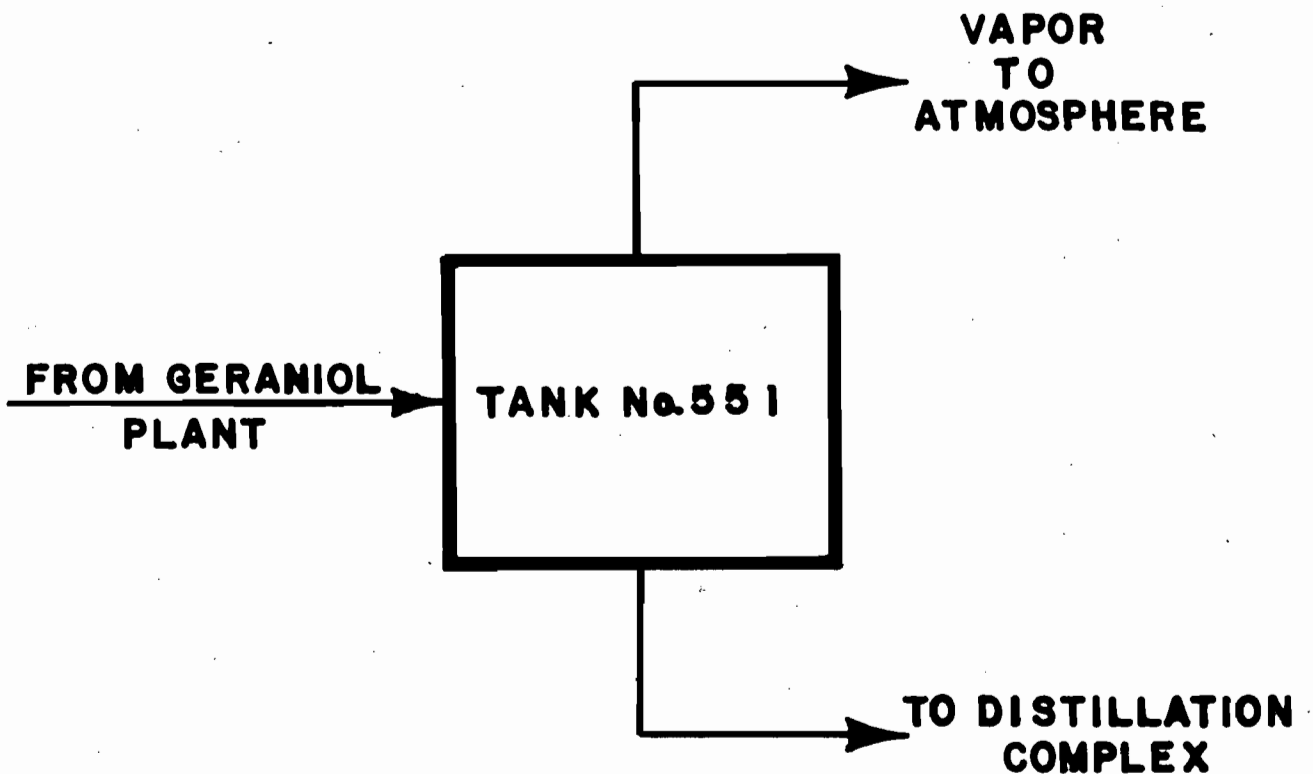 VAPOR
TO
ATMOSPHERE
FROM GERANIOL
PLANT
TANK No. 551
TO DISTILLATION
COMPLEX